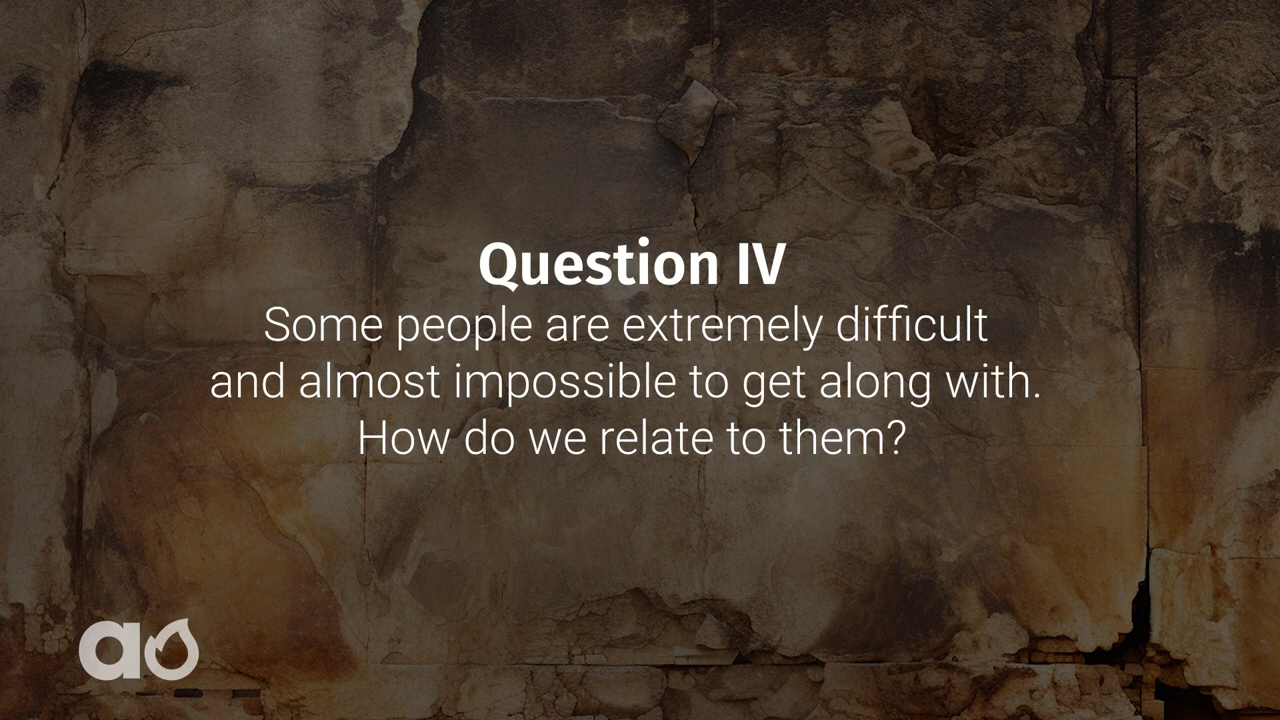 Question IV
Some people are extremely difficult
and almost impossible to get along with.
How do we relate to them?
ao